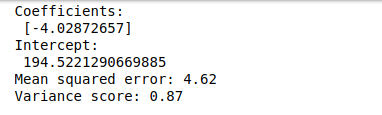 Coefficients:
[-4.02872657]
Intercept:
194.5221290669885
Mean squared error: 4.62
Variance score: 0.87